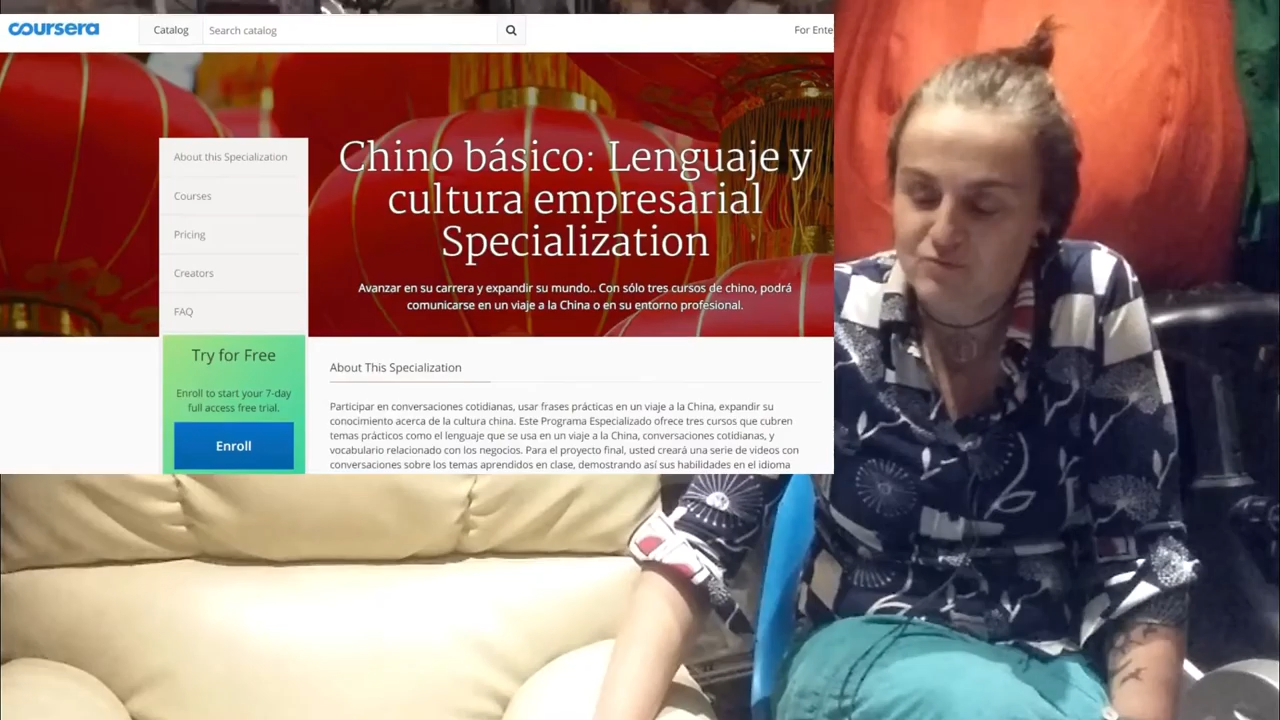 coursera
Catalog
Search catalog
For Ente
About this Specialization
Courses
Pricing
Creators
FAQ
Chino básico: Lenguaje y
cultura empresarial
Specialization
Avanzar en su carrera y expandir su mundo.. Con sólo tres cursos de chino, podrá
comunicarse en un viaje a la China o en su entorno profesional.
Try for Free
Enroll to start your 7-day
full access free trial.
Enroll
About This Specialization
Participar en conversaciones cotidianas, usar frases prácticas en un viaje a la China, expandir su
conocimiento acerca de la cultura china. Este Programa Especializado ofrece tres cursos que cubren
temas prácticos como el lenguaje que se usa en un viaje a la China, conversaciones cotidianas, y
vocabulario relacionado con los negocios. Para el proyecto final, usted creará una serie de videos con
conversaciones sobre los temas aprendidos en clase, demostrando así sus habilidades en el idioma